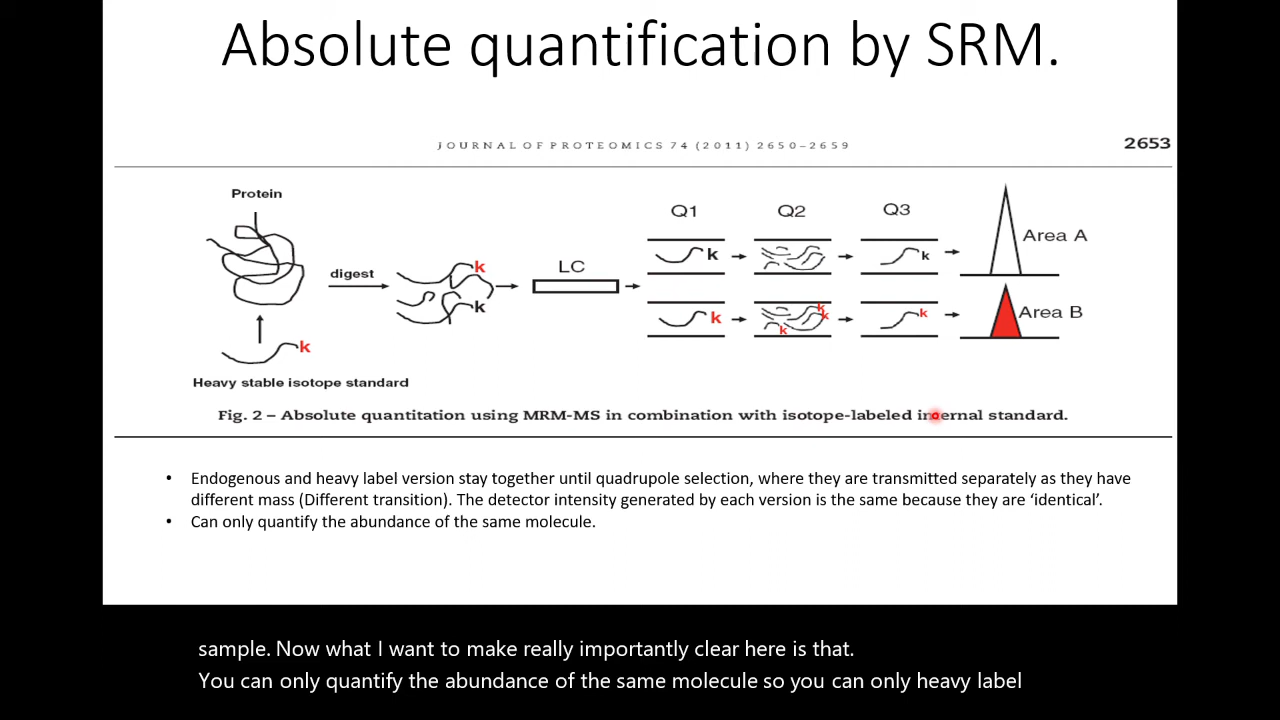 Absolute quantification by SRM.
JOURNAL OF PROTEOMICS 74 (2011) 2650–2659
2653
Protein
Q1
Q2
Q3
k
k
Area A
digest
k
LC
k
k
k
k
k
k
k
Area B
k
Heavy stable isotope standard
Fig. 2 – Absolute quantitation using MRM-MS in combination with isotope-labeled internal standard.
• Endogenous and heavy label version stay together until quadrupole selection, where they are transmitted separately as they have
different mass (Different transition). The detector intensity generated by each version is the same because they are ‘identical’.
• Can only quantify the abundance of the same molecule.
sample. Now what I want to make really importantly clear here is that.
You can only quantify the abundance of the same molecule so you can only heavy label